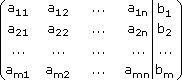 a₁₁ a₁₂ ... a₁ₙ b₁
a₂₁ a₂₂ ... a₂ₙ b₂
... ... ... ... ...
aₘ₁ aₘ₂ ... aₘₙ bₘ